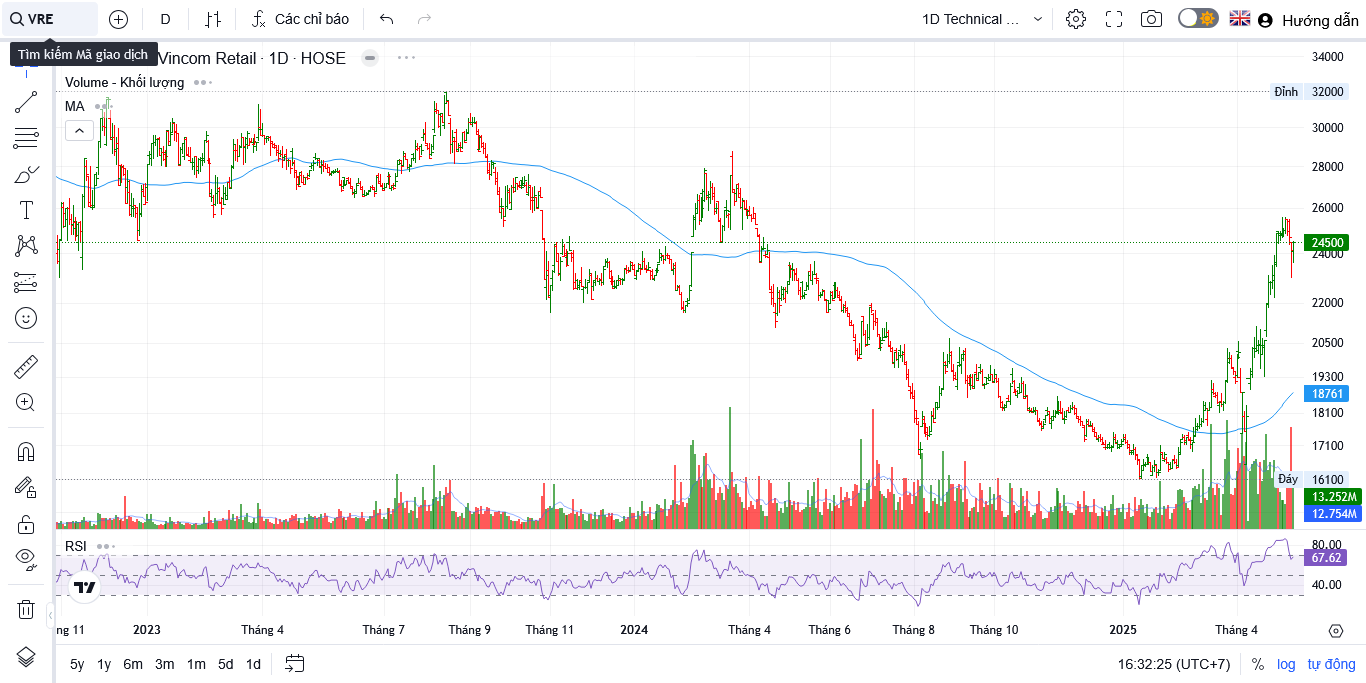 VRE
D
Các chỉ báo
1D Technical ...
Hướng dẫn
Tìm kiếm Mã giao dịch
Vincom Retail · 1D · HOSE
Volume - Khối lượng
MA
34000
Đỉnh 32000
30000
28000
26000
24500
24000
22000
20500
19300
18761
18100
17100
Đáy 16100
13.252M
12.754M
RSI
80.00
67.62
40.00
ng 11 2023 Tháng 4 Tháng 7 Tháng 9 Tháng 11 2024 Tháng 4 Tháng 6 Tháng 8 Tháng 10 2025 Tháng 4
5y 1y 6m 3m 1m 5d 1d
16:32:25 (UTC+7) % log tự động